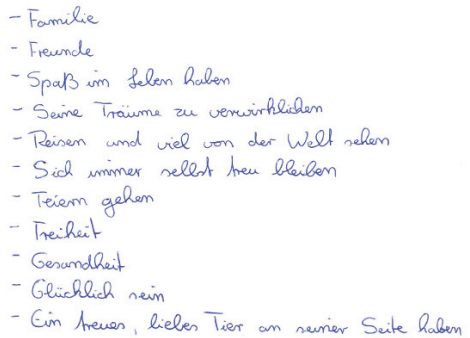 - Familie
- Freunde
- Spaß im Leben haben
- Seine Träume zu verwirklichen
- Reisen und viel von der Welt sehen
- Sich immer selbst treu bleiben
- Feiern gehen
- Freiheit
- Gesundheit
- Glücklich sein
- Ein treues, liebes Tier an seiner Seite haben